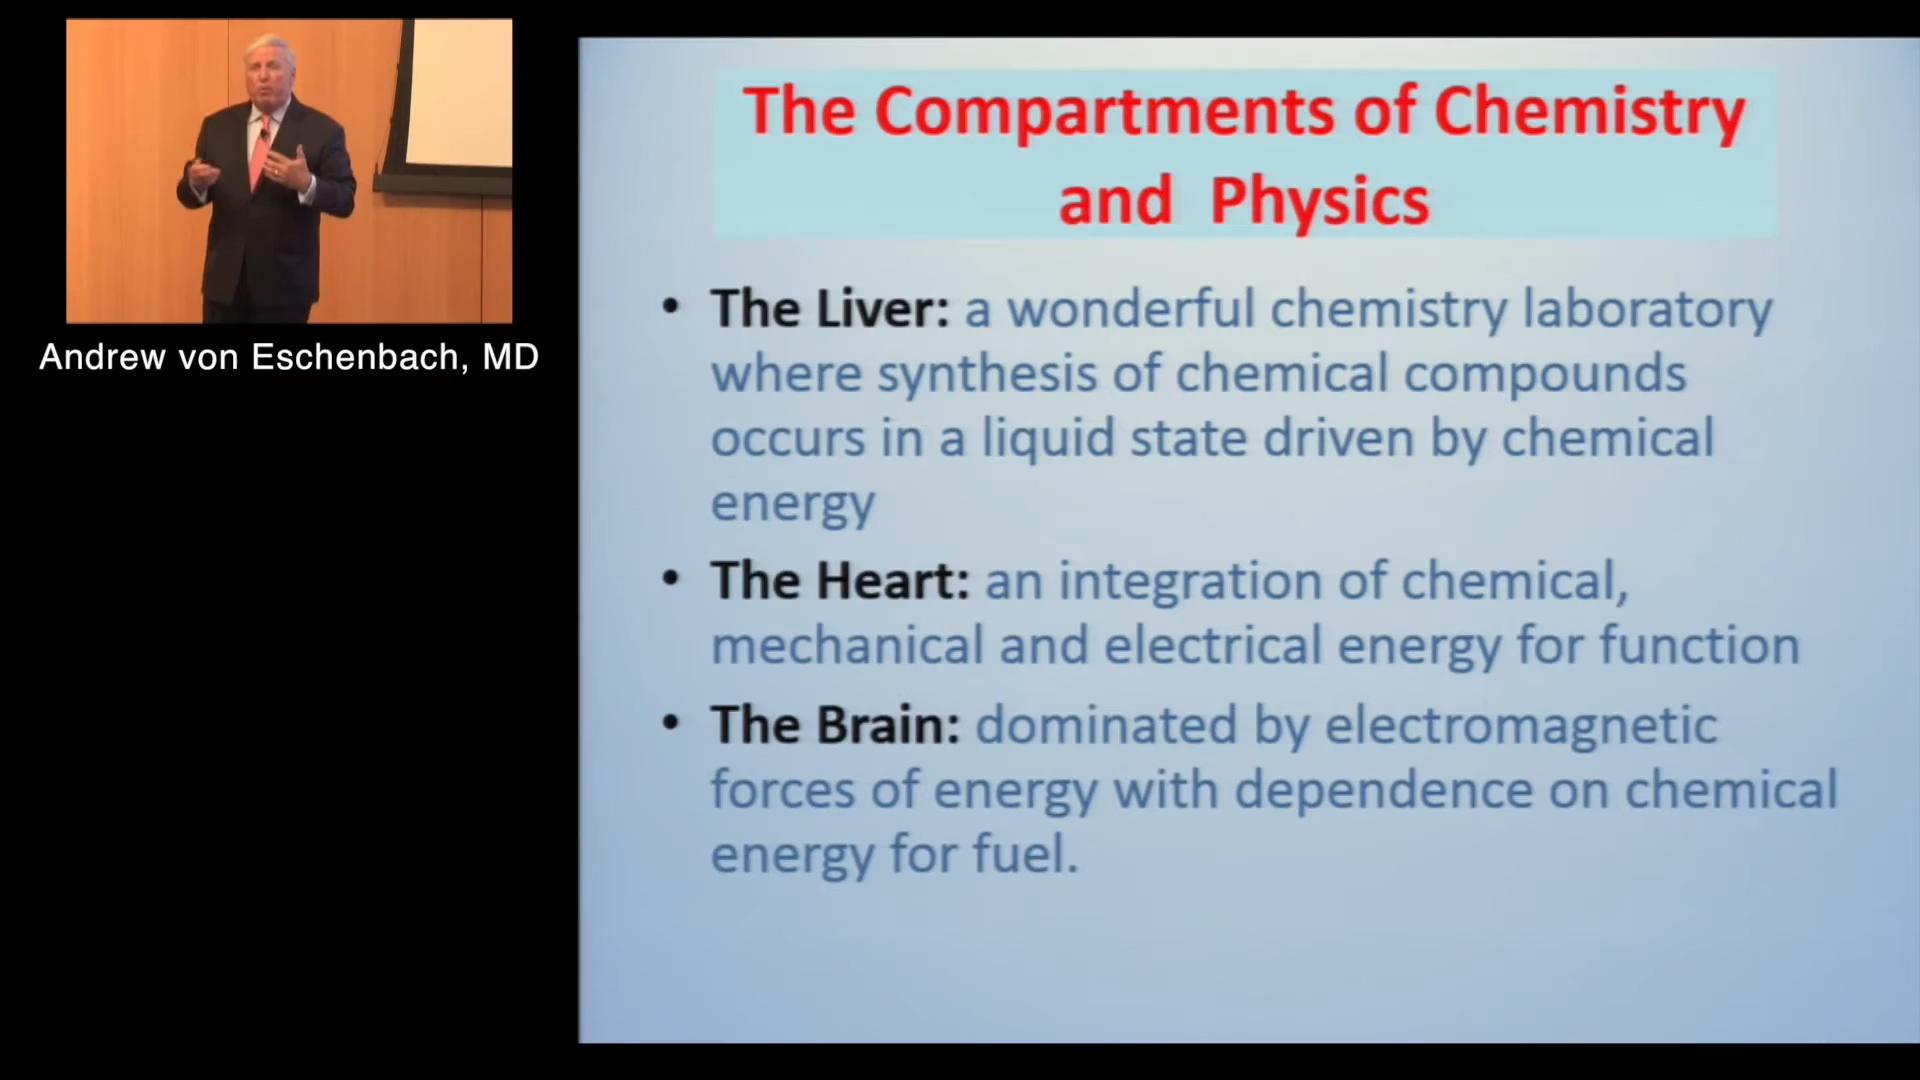 Andrew von Eschenbach, MD
The Compartments of Chemistry
and Physics
• The Liver: a wonderful chemistry laboratory
where synthesis of chemical compounds
occurs in a liquid state driven by chemical
energy
• The Heart: an integration of chemical,
mechanical and electrical energy for function
• The Brain: dominated by electromagnetic
forces of energy with dependence on chemical
energy for fuel.